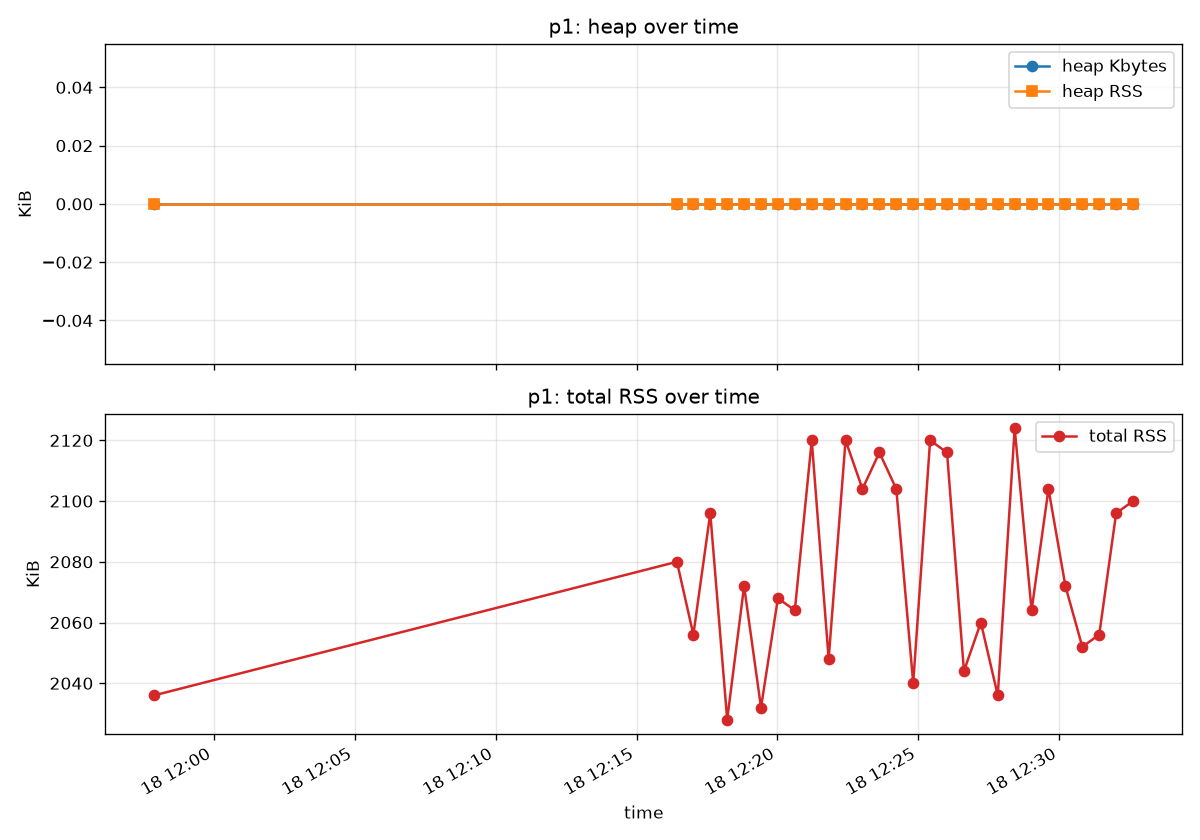 p1: heap over time
heap Kbytes
heap RSS
0.04
0.02
0.00
−0.02
−0.04
KiB
p1: total RSS over time
total RSS
2120
2100
2080
2060
2040
KiB
18 12:00
18 12:05
18 12:10
18 12:15
18 12:20
18 12:25
18 12:30
time